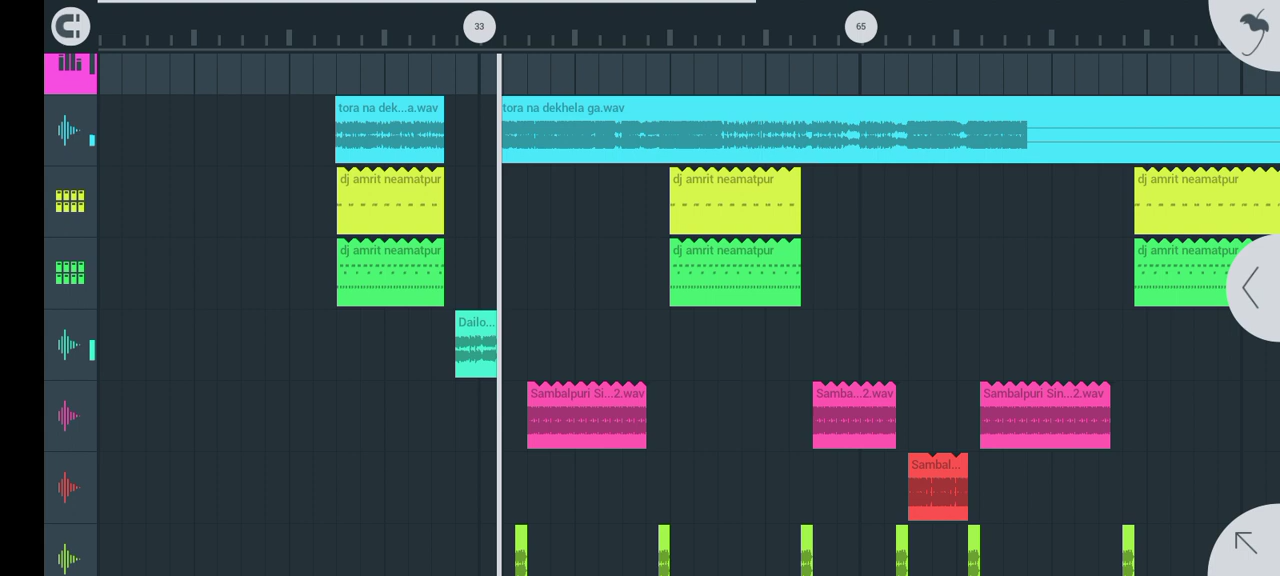 33
65
tora na dek...a.wav
tora na dekhela ga.wav
dj amrit neamatpur
dj amrit neamatpur
dj amrit neamatpur
dj amrit neamatpur
dj amrit neamatpur
dj amrit neamatpur
Dailo...
Sambalpuri Si...2.wav
Samba...2.wav
Sambalpuri Sin...2.wav
Sambal...